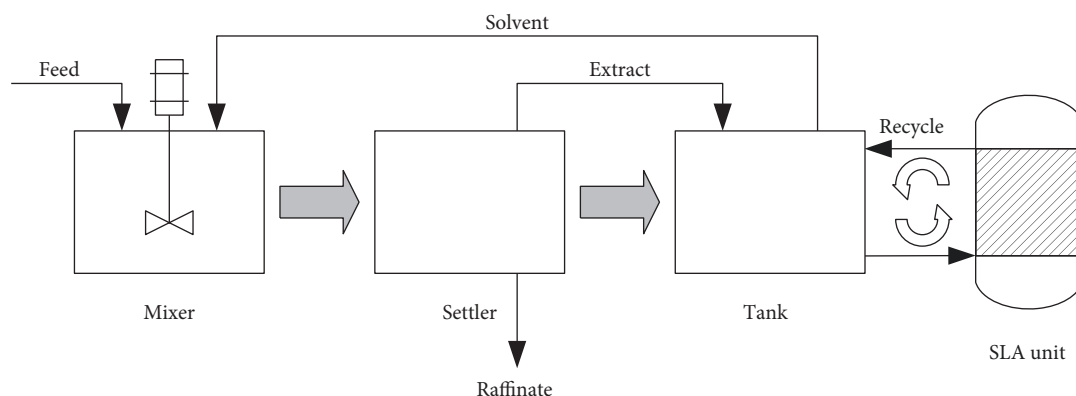 Solvent
Feed
Extract
Recycle
Mixer
Settler
Tank
SLA unit
Raffinate